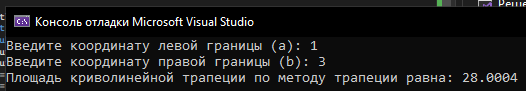 Реше
Консоль отладки Microsoft Visual Studio
Введите координату левой границы (a): 1
Введите координату правой границы (b): 3
Площадь криволинейной трапеции по методу трапеции равна: 28.0004